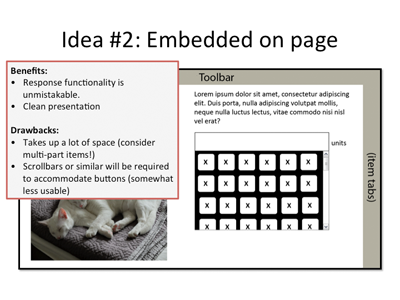 Idea #2: Embedded on page
Benefits:
• Response functionality is
unmistakable.
• Clean presentation
Drawbacks:
• Takes up a lot of space (consider
multi-part items!)
• Scrollbars or similar will be required
to accommodate buttons (somewhat
less usable)
Toolbar
Lorem ipsum dolor sit amet, consectetur adipiscing
elit. Duis porta, nulla adipiscing volutpat mollis,
neque nulla luctus lectus, vitae commodo nisi nisl
vel erat?
units
X X X X X X
X X X X X X
X X X X X X
(item tabs)